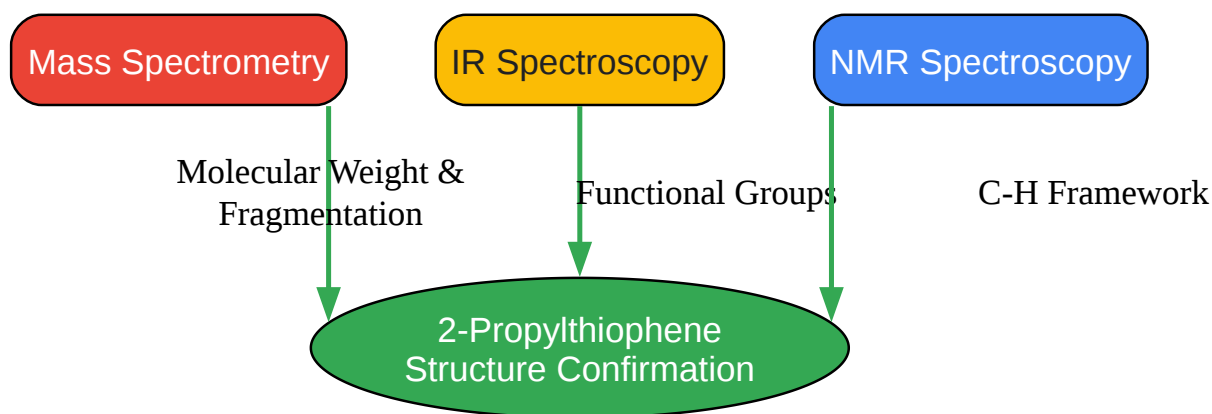 Mass Spectrometry
IR Spectroscopy
NMR Spectroscopy
Molecular Weight &
Fragmentation
Functional Groups
C-H Framework
2-Propylthiophene
Structure Confirmation